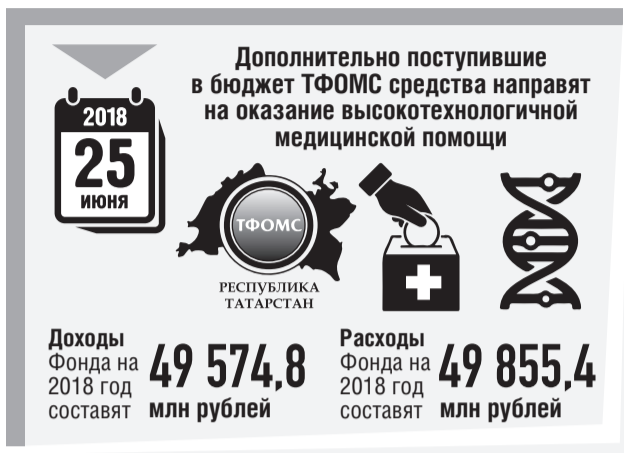 Дополнительно поступившие
в бюджет ТФОМС средства направят
на оказание высокотехнологичной
медицинской помощи
2018
25
июня
ТФОМС
РЕСПУБЛИКА
ТАТАРСТАН
Доходы
Фонда на
2018 год
составят
49 574,8
млн рублей
Расходы
Фонда на
2018 год
составят
49 855,4
млн рублей